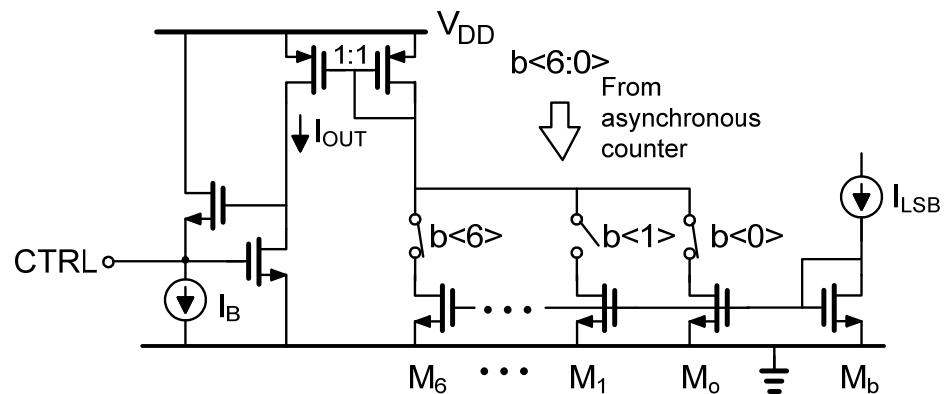 V_DD
1:1
b<6:0>
From
asynchronous
counter
I_OUT
I_LSB
b<6>
b<1>
b<0>
CTRL
I_B
M_6
M_1
M_o
M_b